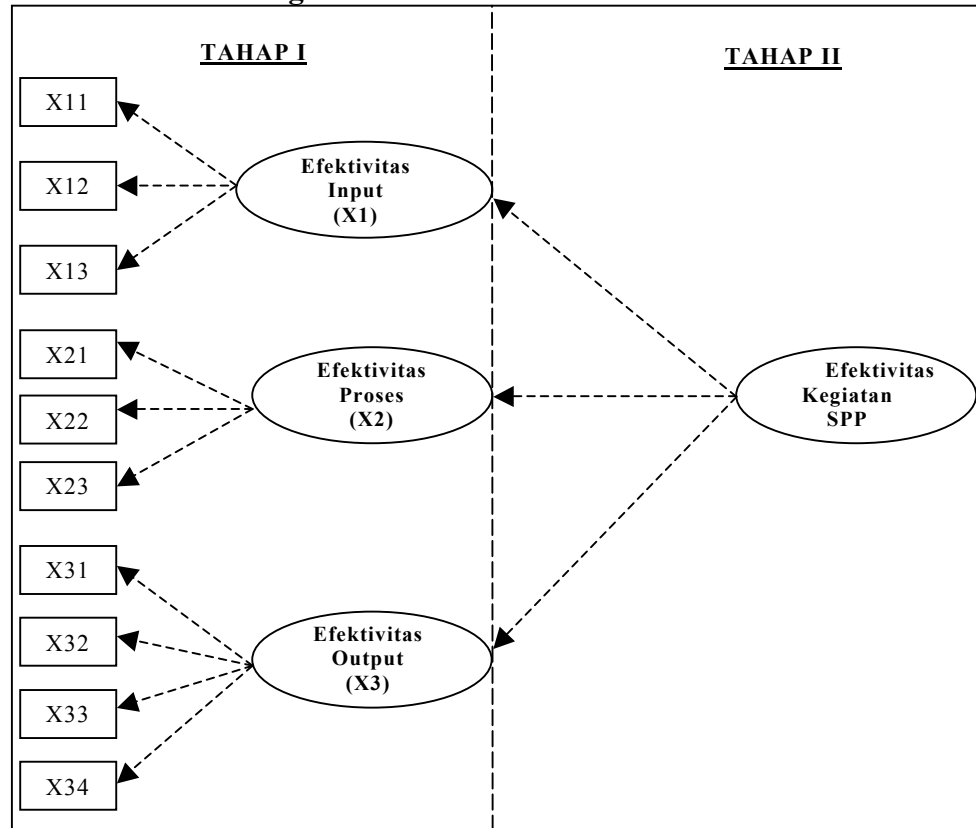 TAHAP I
TAHAP II
X11
X12
X13
Efektivitas
Input
(X1)
X21
X22
X23
Efektivitas
Proses
(X2)
Efektivitas
Kegiatan
SPP
X31
X32
X33
X34
Efektivitas
Output
(X3)